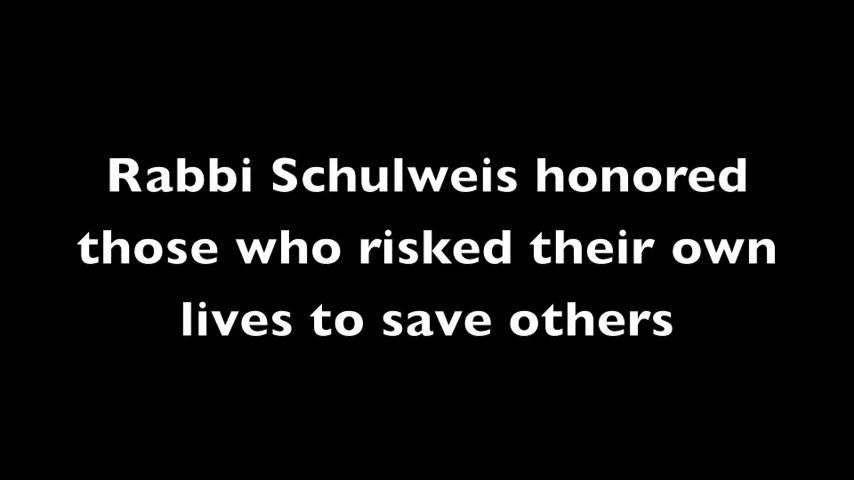 Rabbi Schulweis honored
those who risked their own
lives to save others